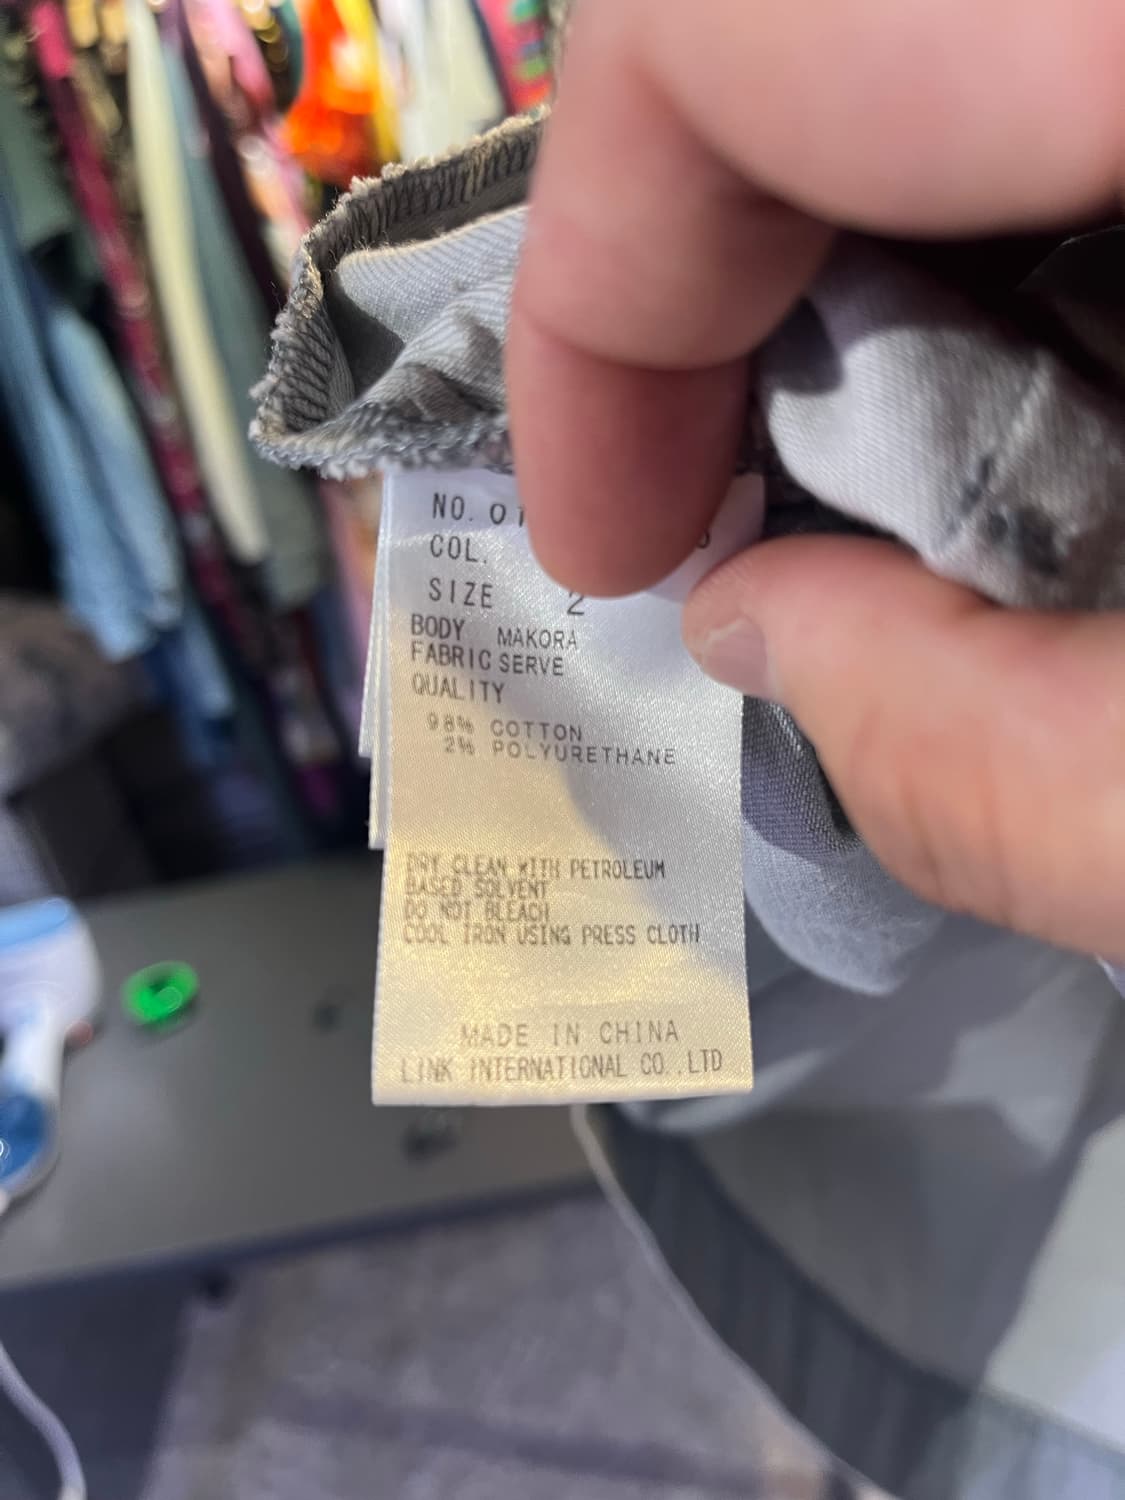 NO. 01
COL.
SIZE 2
BODY MAKORA
FABRIC SERVE
QUALITY
98% COTTON
2% POLYURETHANE
DRY CLEAN WITH PETROLEUM
BASED SOLVENT
DO NOT BLEACH
COOL IRON USING PRESS CLOTH
MADE IN CHINA
LINK INTERNATIONAL CO.,LTD